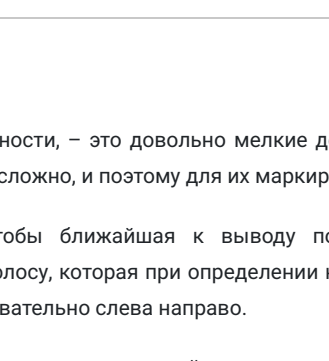 ности, – это довольно мелкие де
сложно, и поэтому для их маркир
тобы ближайшая к выводу по
олосу, которая при определении н
вательно слева направо.